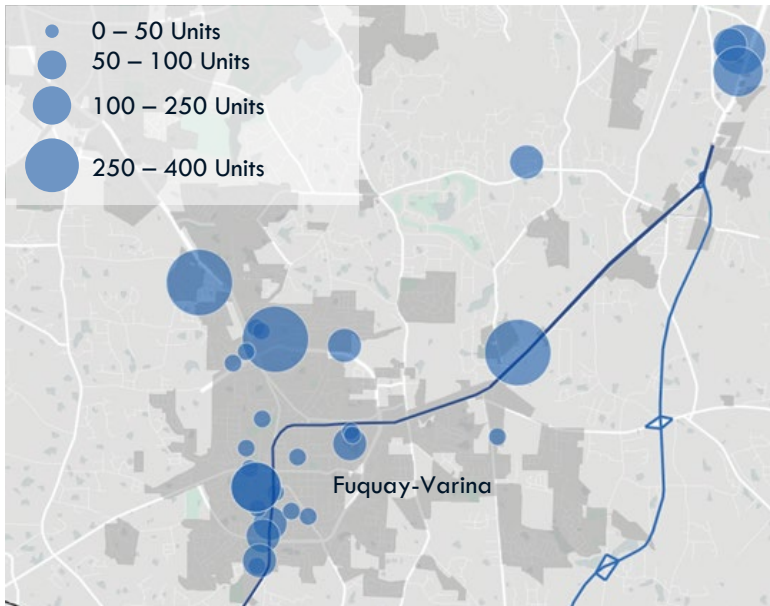 0 – 50 Units
50 – 100 Units
100 – 250 Units
250 – 400 Units
Fuquay-Varina